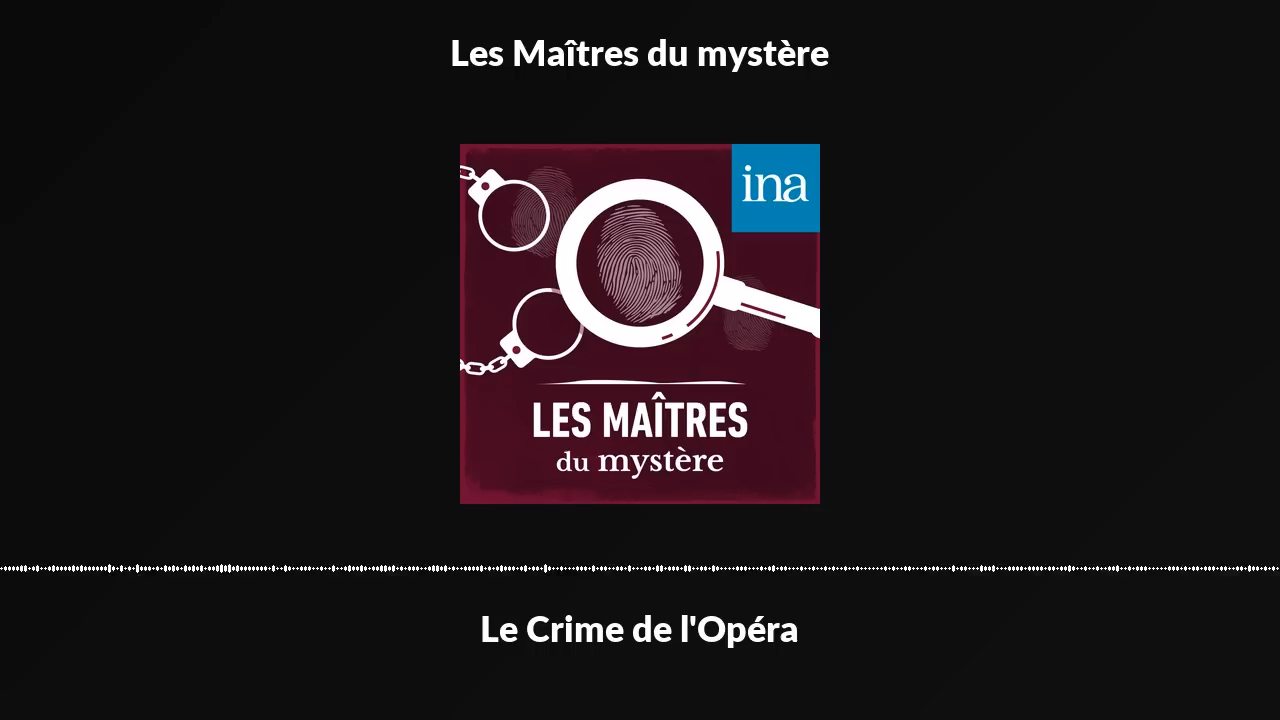 Les Maîtres du mystère
ina
LES MAÎTRES
du mystère
Le Crime de l'Opéra